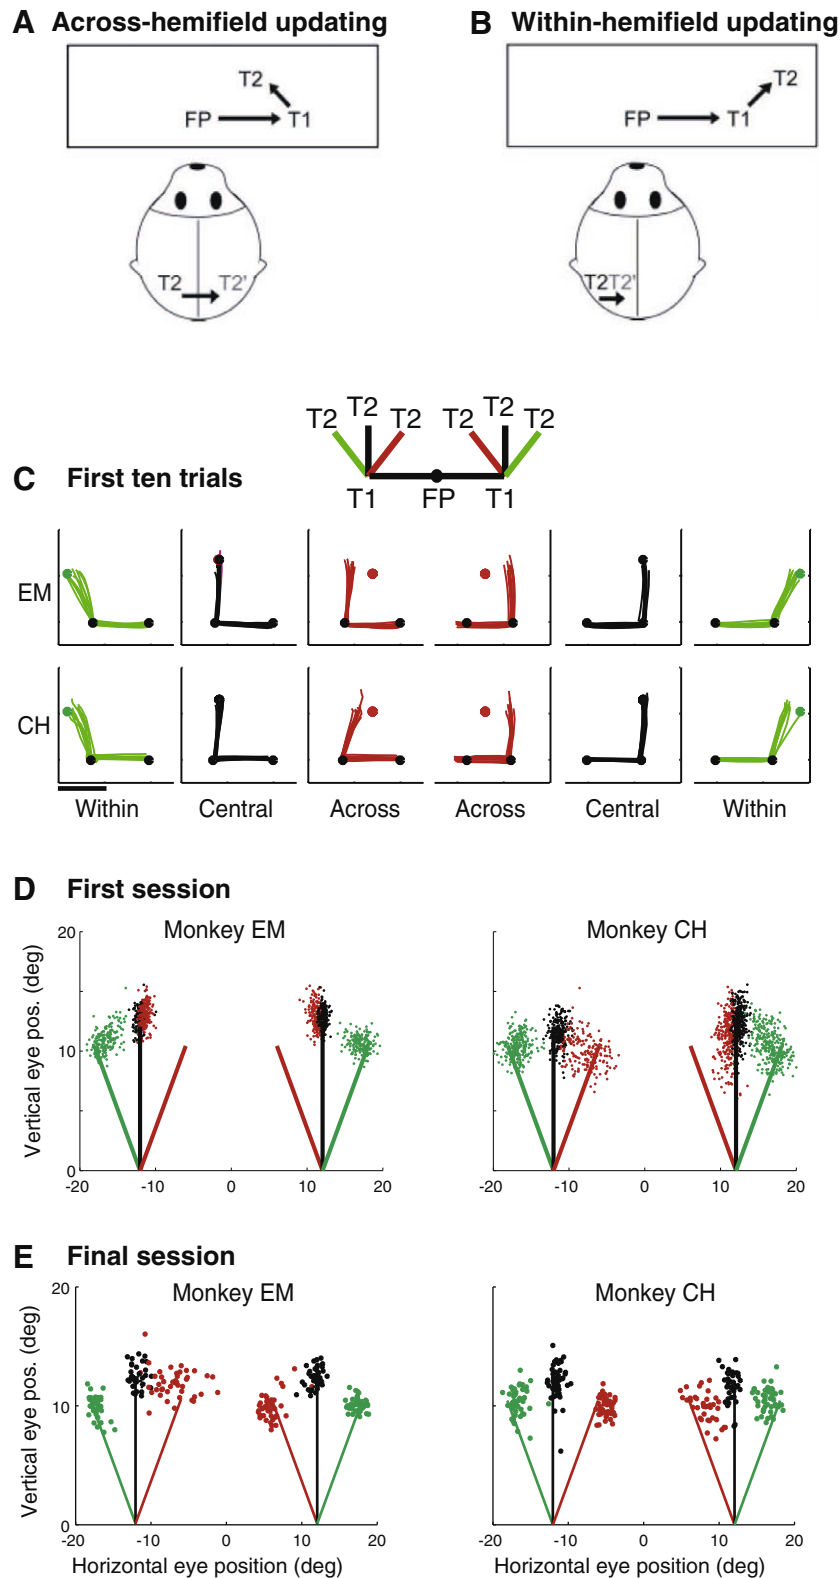 A Across-hemifield updating
B Within-hemifield updating
T2
FP T1
T2 T2'
T2
FP T1
T2 T2'
T2 T2 T2 T2 T2 T2
T1 FP T1
C First ten trials
EM
CH
Within Central Across Across Central Within
D First session
Monkey EM
Monkey CH
Vertical eye pos. (deg)
20
10
0
-20 -10 0 10 20
-20 -10 0 10 20
E Final session
Monkey EM
Monkey CH
Vertical eye pos. (deg)
20
10
0
-20 -10 0 10 20
-20 -10 0 10 20
Horizontal eye position (deg)
Horizontal eye position (deg)